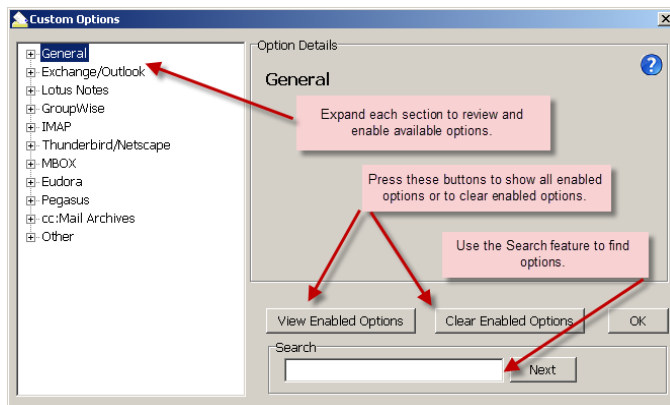 Custom Options
General
Exchange/Outlook
Lotus Notes
GroupWise
IMAP
Thunderbird/Netscape
MBOX
Eudora
Pegasus
cc:Mail Archives
Other
Option Details
General
Expand each section to review and
enable available options.
Press these buttons to show all enabled
options or to clear enabled options.
Use the Search feature to find
options.
View Enabled Options
Clear Enabled Options
OK
Search
Next